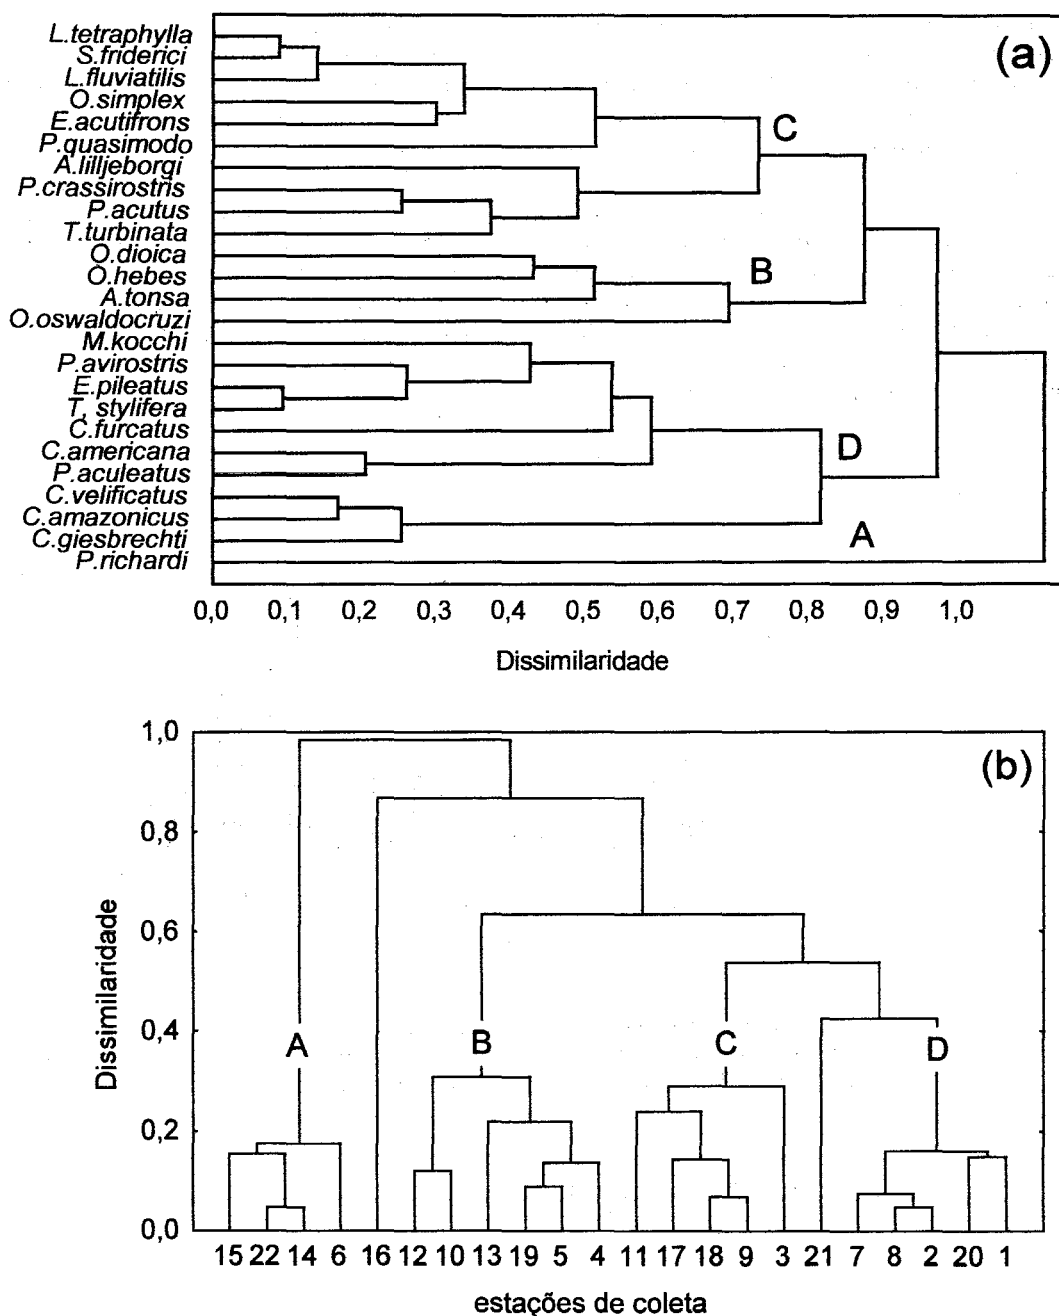 (a)
L.tetraphylla
S.friderici
L.fluviatilis
O.simplex
E.acutifrons
P.quasimodo
A.lilljeborgi
P.crassirostris
P.acutus
T.turbinata
O.dioica
O.hebes
A.tonsa
O.oswaldocruzi
M.kocchi
P.avirostris
E.pileatus
T, stylifera
C.furcatus
C.americana
P.aculeatus
C.velificatus
C.amazonicus
C.giesbrechti
P.richardi
C
B
D
A
0,0 0,1 0,2 0,3 0,4 0,5 0,6 0,7 0,8 0,9 1,0
Dissimilaridade
(b)
1,0
0,8
0,6
0,4
0,2
0,0
Dissimilaridade
A B C D
15 22 14 6 16 12 10 13 19 5 4 11 17 18 9 3 21 7 8 2 20 1
estações de coleta